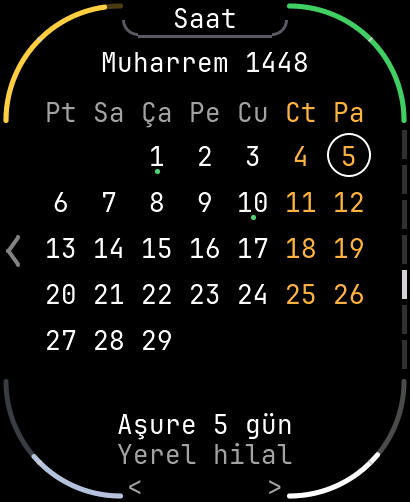 Saat
Muharrem 1448
Pt Sa Ça Pe Cu Ct Pa
1 2 3 4 5
6 7 8 9 10 11 12
13 14 15 16 17 18 19
20 21 22 23 24 25 26
27 28 29
Aşure 5 gün
Yerel hilal
< >